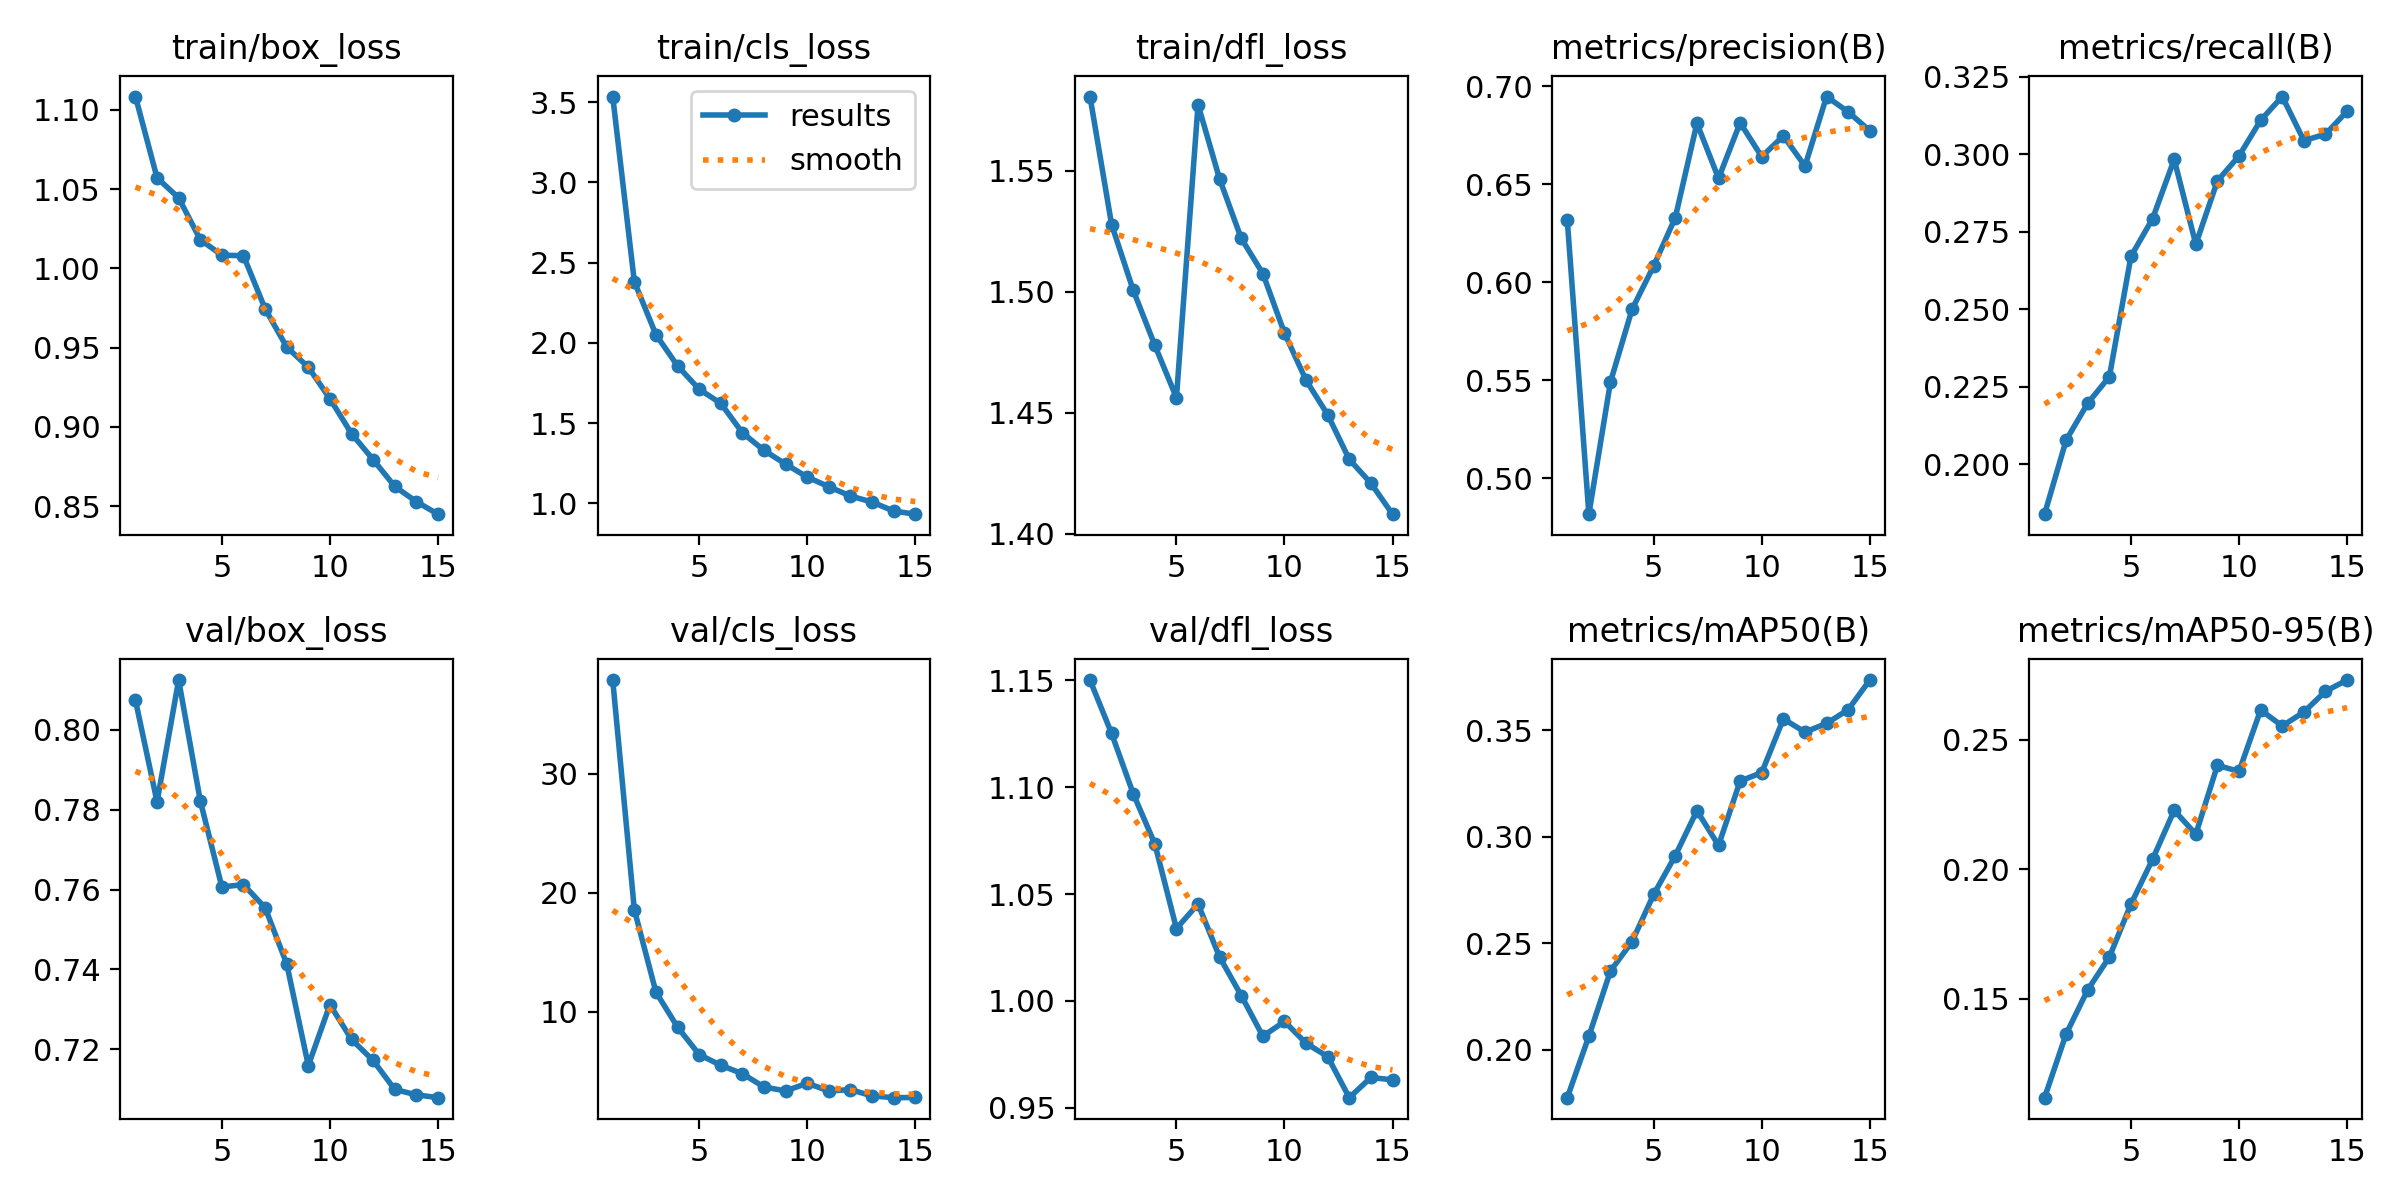 train/box_loss
1.10
1.05
1.00
0.95
0.90
0.85
5 10 15
train/cls_loss
results
smooth
3.5
3.0
2.5
2.0
1.5
1.0
5 10 15
train/dfl_loss
1.55
1.50
1.45
1.40
5 10 15
metrics/precision(B)
0.70
0.65
0.60
0.55
0.50
5 10 15
metrics/recall(B)
0.325
0.300
0.275
0.250
0.225
0.200
5 10 15
val/box_loss
0.80
0.78
0.76
0.74
0.72
5 10 15
val/cls_loss
30
20
10
5 10 15
val/dfl_loss
1.15
1.10
1.05
1.00
0.95
5 10 15
metrics/mAP50(B)
0.35
0.30
0.25
0.20
5 10 15
metrics/mAP50-95(B)
0.25
0.20
0.15
5 10 15